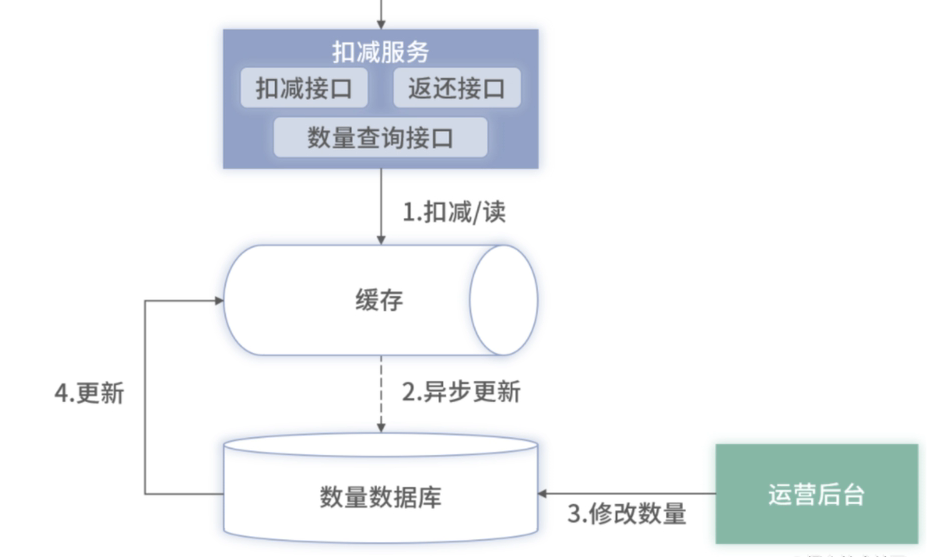 扣减服务
扣减接口
返还接口
数量查询接口
1.扣减/读
缓存
4.更新
2.异步更新
数量数据库
3.修改数量
运营后台